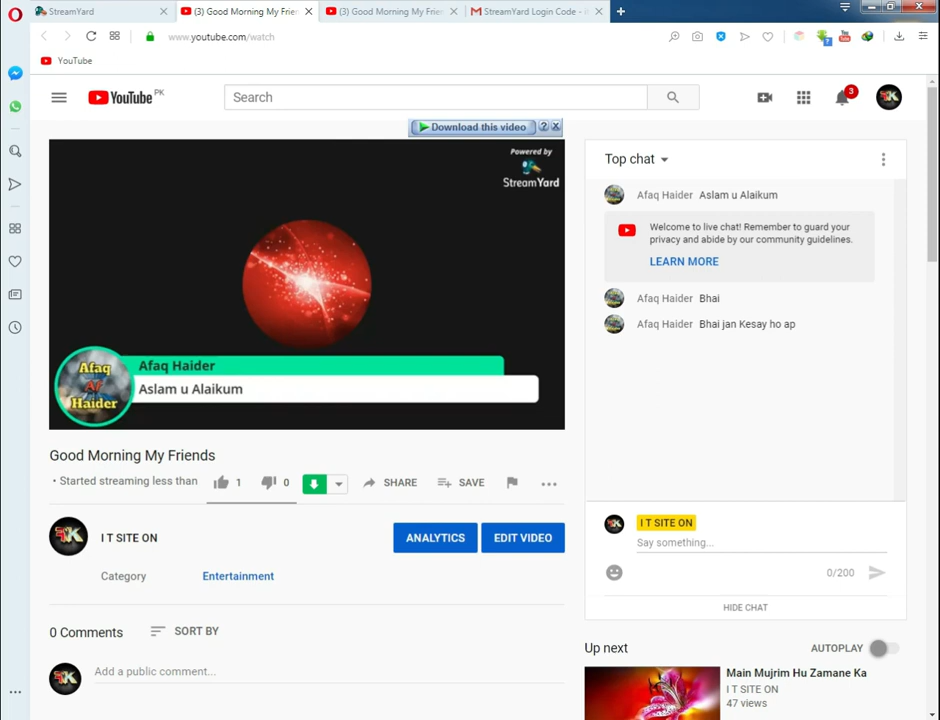 StreamYard
(3) Good Morning My Frie
(3) Good Morning My Frie
StreamYard Login Code - i
www.youtube.com/watch
YouTube
YouTube PK
Search
3
Download this video
Powered by
StreamYard
Afaq
AF
Haider
Afaq Haider
Aslam u Alaikum
Good Morning My Friends
• Started streaming less than
1
0
SHARE
SAVE
I T SITE ON
ANALYTICS
EDIT VIDEO
Category
Entertainment
0 Comments
SORT BY
Add a public comment...
Top chat
Afaq Haider Aslam u Alaikum
Welcome to live chat! Remember to guard your
privacy and abide by our community guidelines.
LEARN MORE
Afaq Haider Bhai
Afaq Haider Bhai jan Kesay ho ap
I T SITE ON
Say something...
0/200
HIDE CHAT
Up next
AUTOPLAY
Main Mujrim Hu Zamane Ka
I T SITE ON
47 views